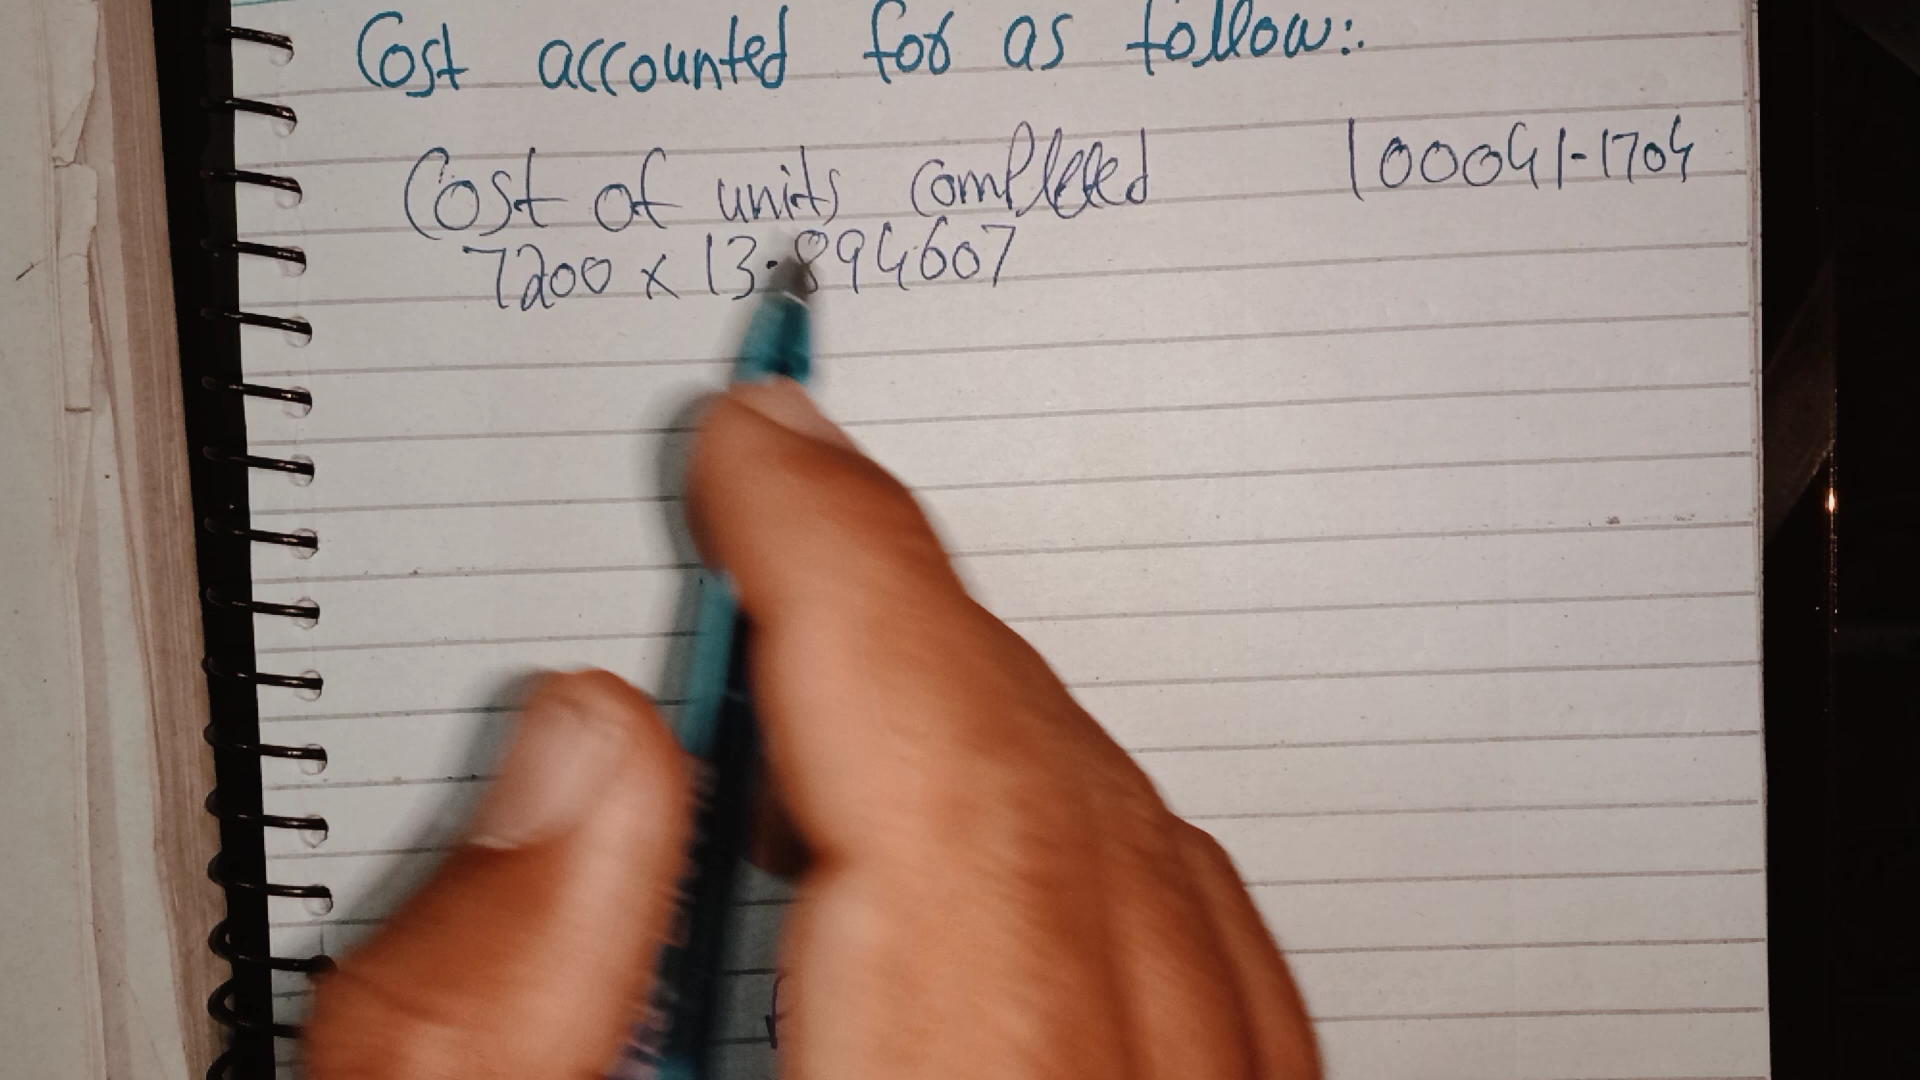 Cost accounted for as follow:.
Cost of units completed 100041-1704
7200 x 13.894607